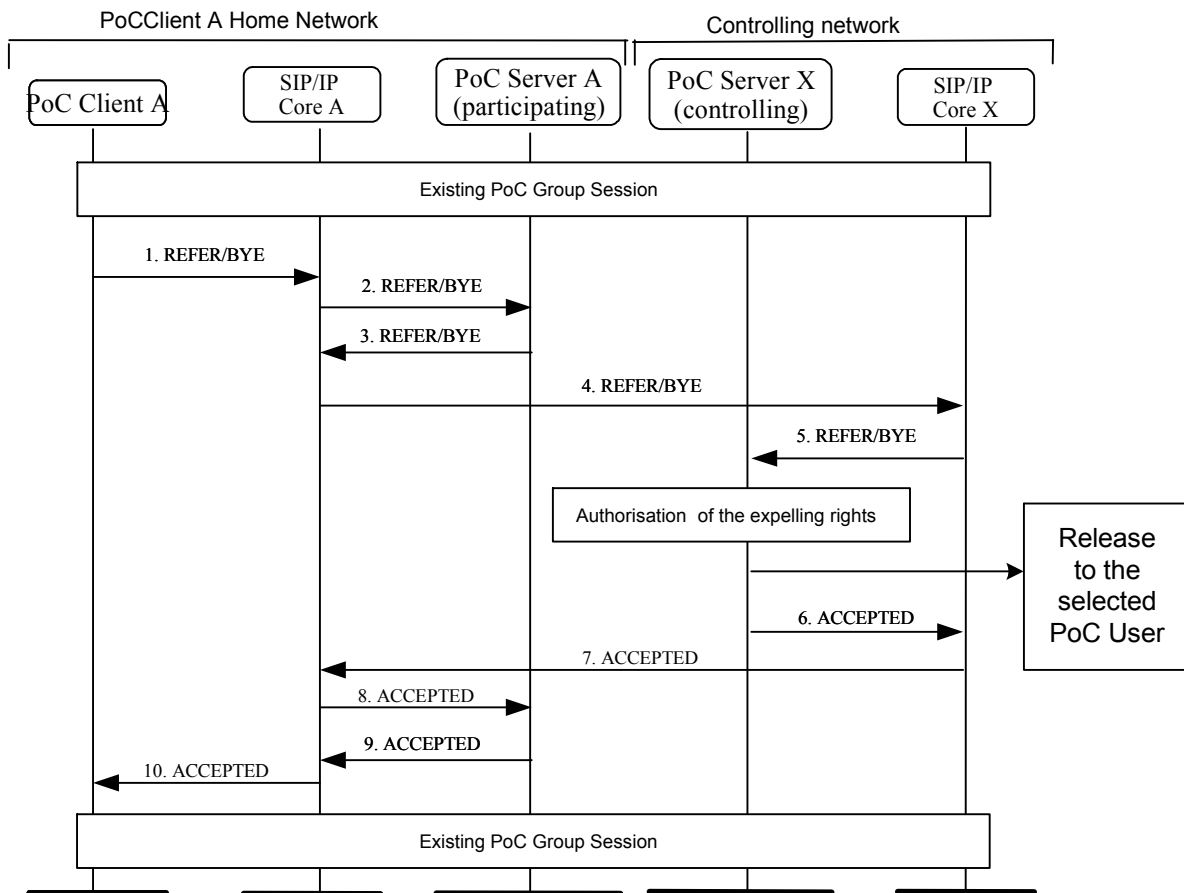 PoCClient A Home Network
Controlling network
PoC Client A
SIP/IP
Core A
PoC Server A
(participating)
PoC Server X
(controlling)
SIP/IP
Core X
Existing PoC Group Session
1. REFER/BYE
2. REFER/BYE
3. REFER/BYE
4. REFER/BYE
5. REFER/BYE
Authorisation of the expelling rights
Release
to the
selected
PoC User
6. ACCEPTED
7. ACCEPTED
8. ACCEPTED
9. ACCEPTED
10. ACCEPTED
Existing PoC Group Session